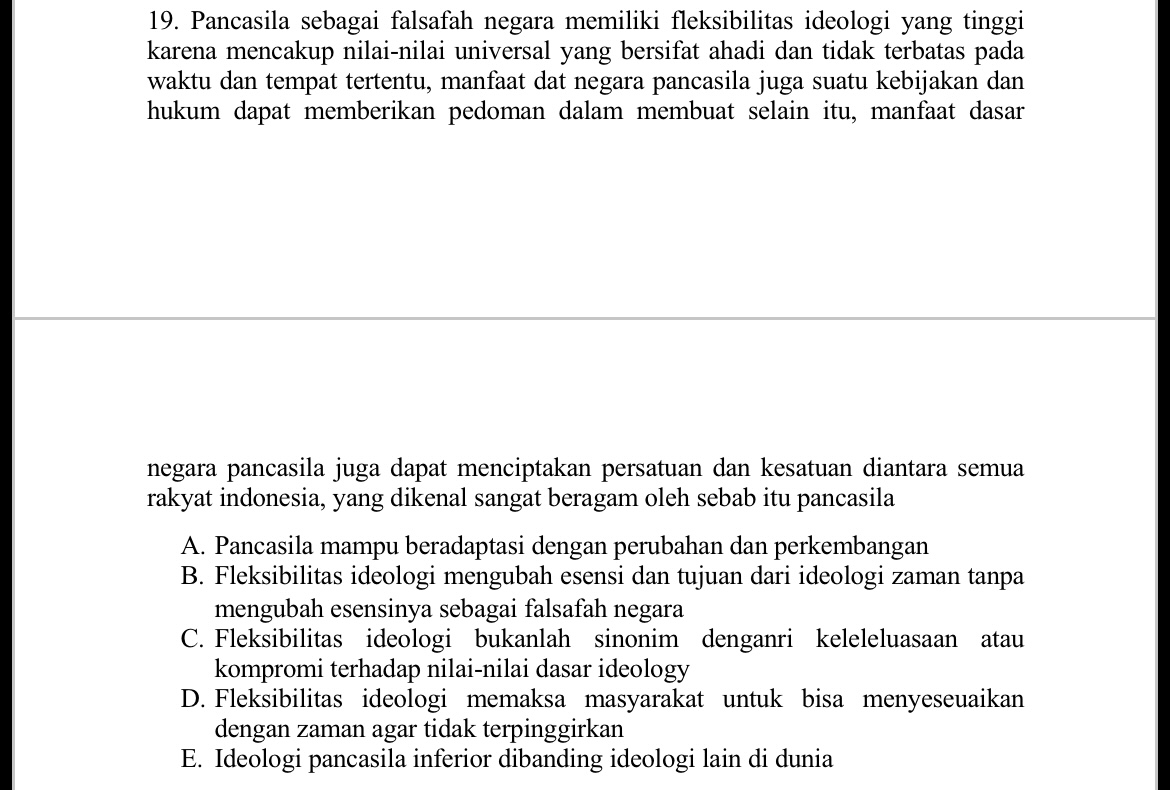 19. Pancasila sebagai falsafah negara memiliki fleksibilitas ideologi yang tinggi
karena mencakup nilai-nilai universal yang bersifat ahadi dan tidak terbatas pada
waktu dan tempat tertentu, manfaat dat negara pancasila juga suatu kebijakan dan
hukum dapat memberikan pedoman dalam membuat selain itu, manfaat dasar
negara pancasila juga dapat menciptakan persatuan dan kesatuan diantara semua
rakyat indonesia, yang dikenal sangat beragam oleh sebab itu pancasila
A. Pancasila mampu beradaptasi dengan perubahan dan perkembangan
B. Fleksibilitas ideologi mengubah esensi dan tujuan dari ideologi zaman tanpa
mengubah esensinya sebagai falsafah negara
C. Fleksibilitas ideologi bukanlah sinonim denganri keleleluasaan atau
kompromi terhadap nilai-nilai dasar ideology
D. Fleksibilitas ideologi memaksa masyarakat untuk bisa menyeseuaikan
dengan zaman agar tidak terpinggirkan
E. Ideologi pancasila inferior dibanding ideologi lain di dunia